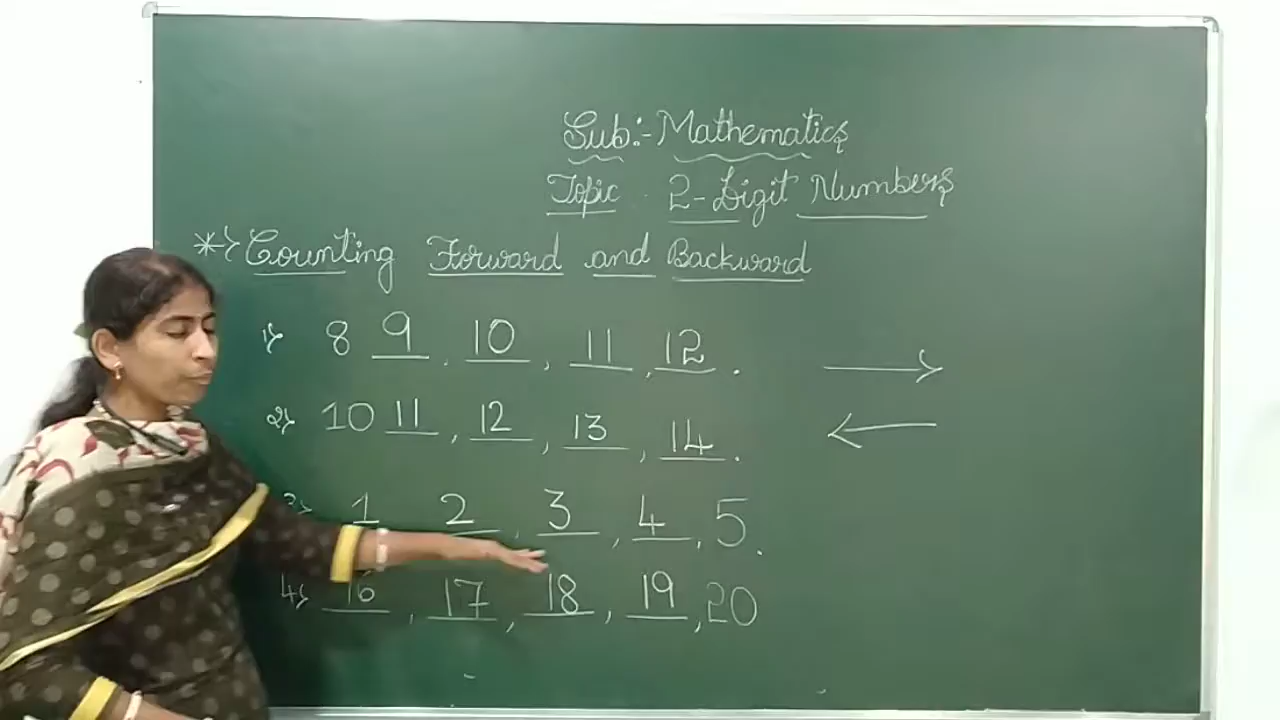 Sub:- Mathematics
Topic 2-Digit Numbers
*} Counting Forward and Backward
1} 8 9, 10, 11, 12.
2} 10 11, 12, 13, 14.
3} 1 2, 3, 4, 5.
4} 16, 17, 18, 19, 20